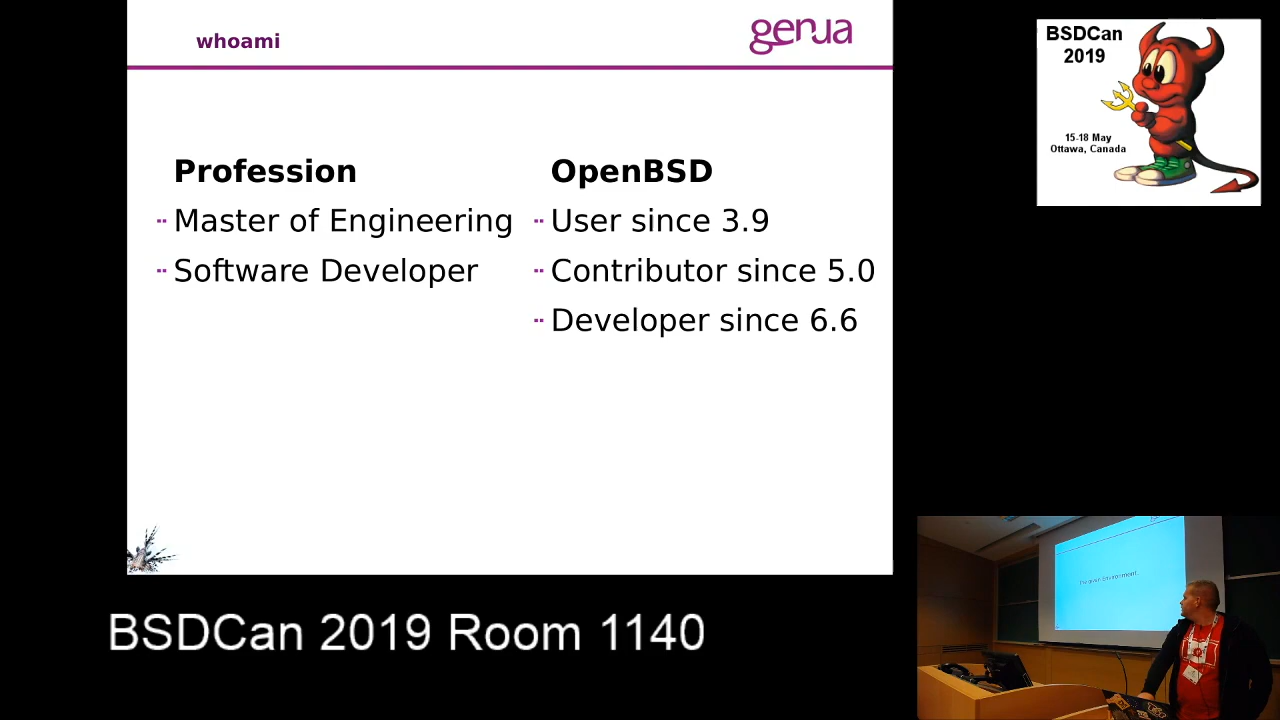 whoami
genua
Profession
Master of Engineering
Software Developer
OpenBSD
User since 3.9
Contributor since 5.0
Developer since 6.6
BSDCan
2019
15-18 May
Ottawa, Canada
Environment
BSDCan 2019 Room 1140